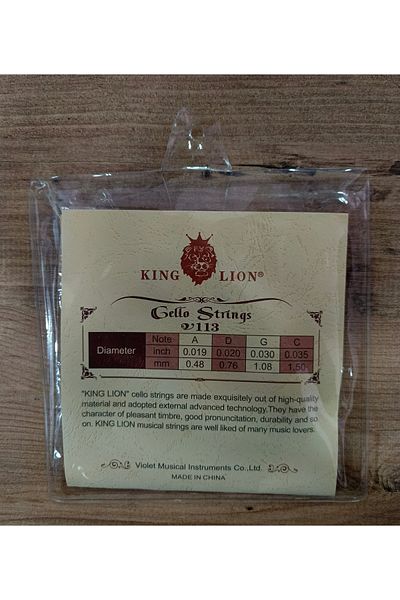 KING LION®
Cello Strings
V113
Diameter
Note A D G C
inch 0.019 0.020 0.030 0.035
mm 0.48 0.76 1.08 1.50
"KING LION" cello strings are made exquisitely out of high-quality
material and adopted external advanced technology,They have the
character of pleasant timbre, good pronuncitation, durability and so
on. KING LION musical strings are well liked of many music lovers.
Violet Musical Instruments Co.,Ltd.
MADE IN CHINA